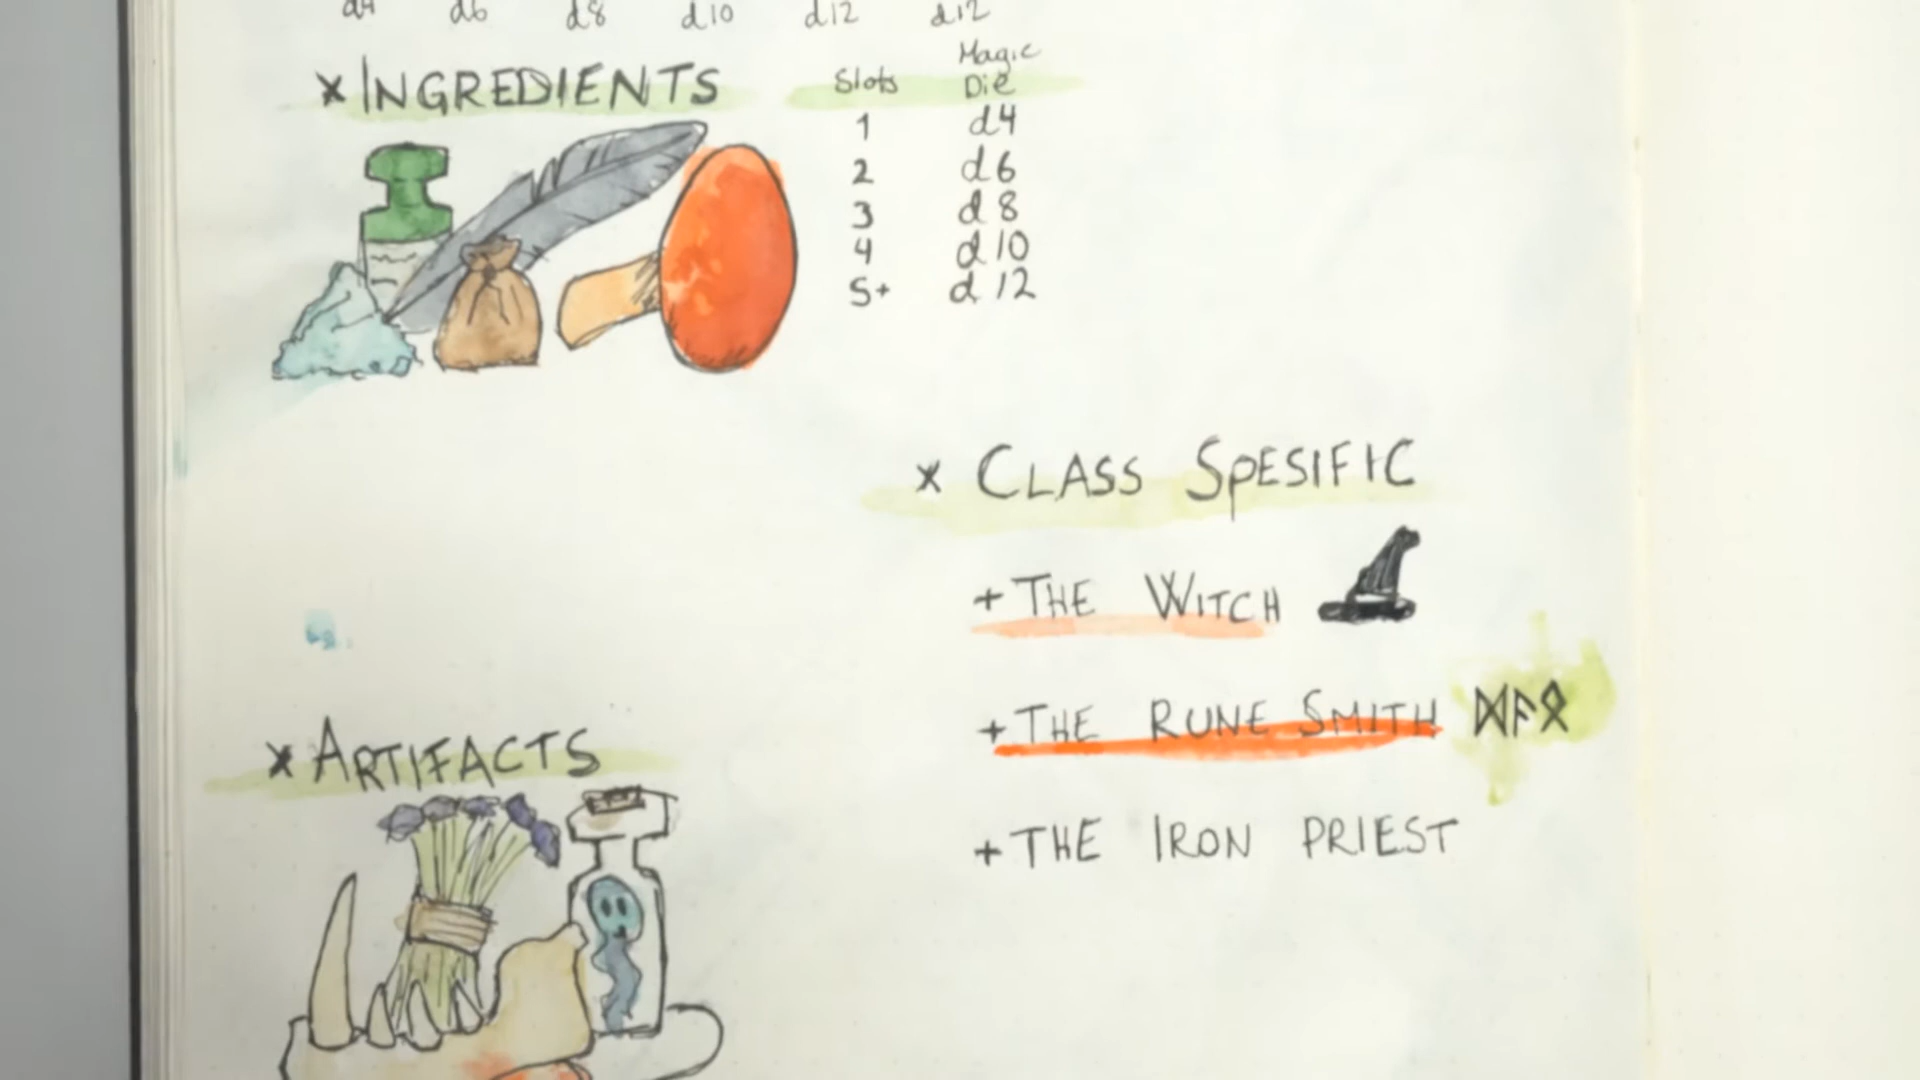 d4 d6 d8 d10 d12 d12
x INGREDIENTS
Slots Magic Die
1 d4
2 d6
3 d8
4 d10
5+ d12
x CLASS SPESIFIC
+ THE WITCH
+ THE RUNE SMITH ᛞᚨᛟ
+ THE IRON PRIEST
x ARTIFACTS